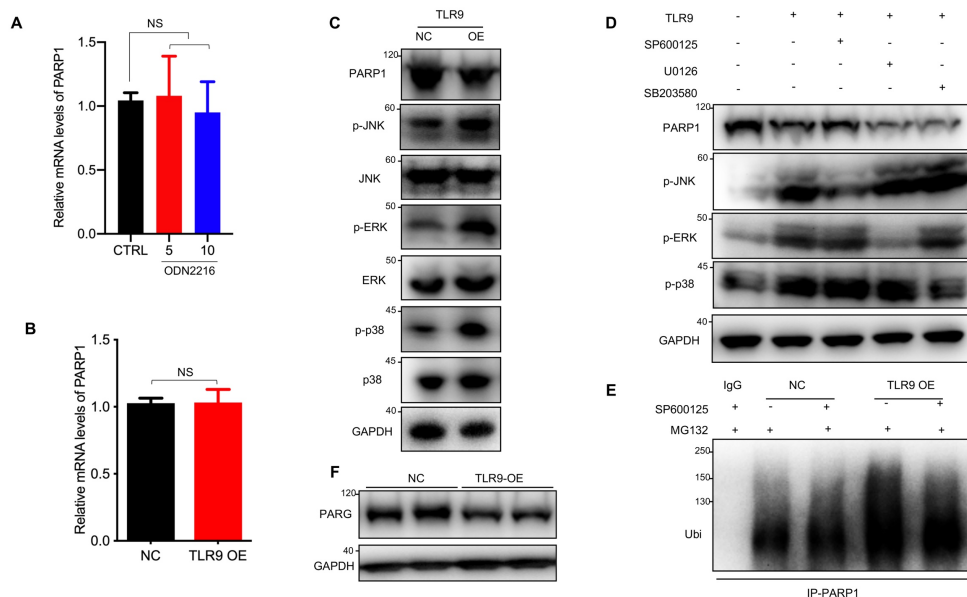 A
NS
Relative mRNA levels of PARP1
1.5
1.0
0.5
0.0
CTRL 5 10
ODN2216
B
NS
Relative mRNA levels of PARP1
1.5
1.0
0.5
0.0
NC TLR9 OE
C
TLR9
NC OE
120
PARP1
60
p-JNK
60
JNK
50
p-ERK
50
ERK
45
p-p38
45
p38
40
GAPDH
F
NC TLR9-OE
120
PARG
40
GAPDH
D
TLR9 - + + + +
SP600125 - - + - -
U0126 - - - + -
SB203580 - - - - +
120
PARP1
60
p-JNK
50
p-ERK
45
p-p38
40
GAPDH
E
IgG NC TLR9 OE
SP600125 + - + - +
MG132 + + + + +
250
150
130
Ubi
IP-PARP1